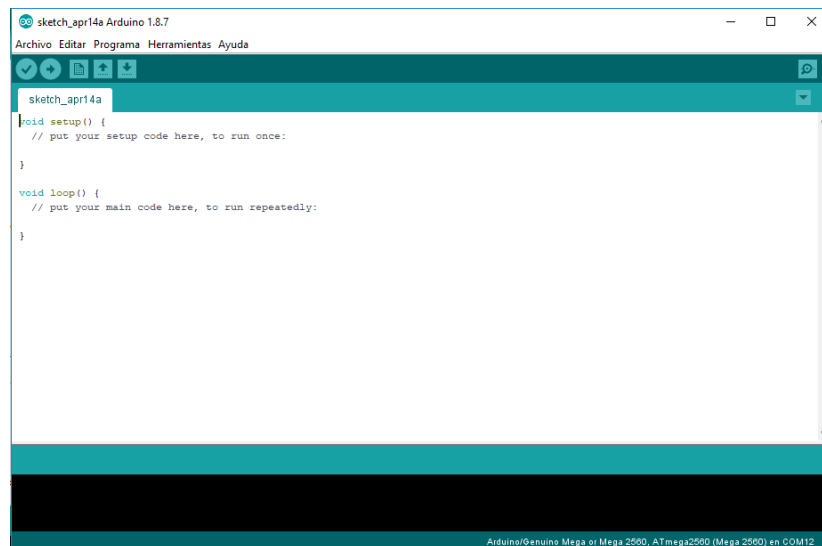 sketch_apr14a Arduino 1.8.7
Archivo Editar Programa Herramientas Ayuda
sketch_apr14a
void setup() {
// put your setup code here, to run once:
}
void loop() {
// put your main code here, to run repeatedly:
}
Arduino/Genuino Mega or Mega 2560, ATmega2560 (Mega 2560) en COM12